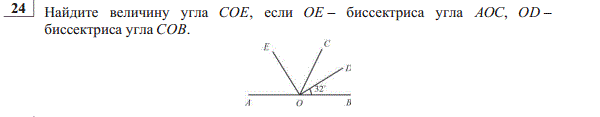 24 Найдите величину угла COE, если OE – биссектриса угла AOC, OD –
биссектриса угла COB.
E C
D
32°
A O B